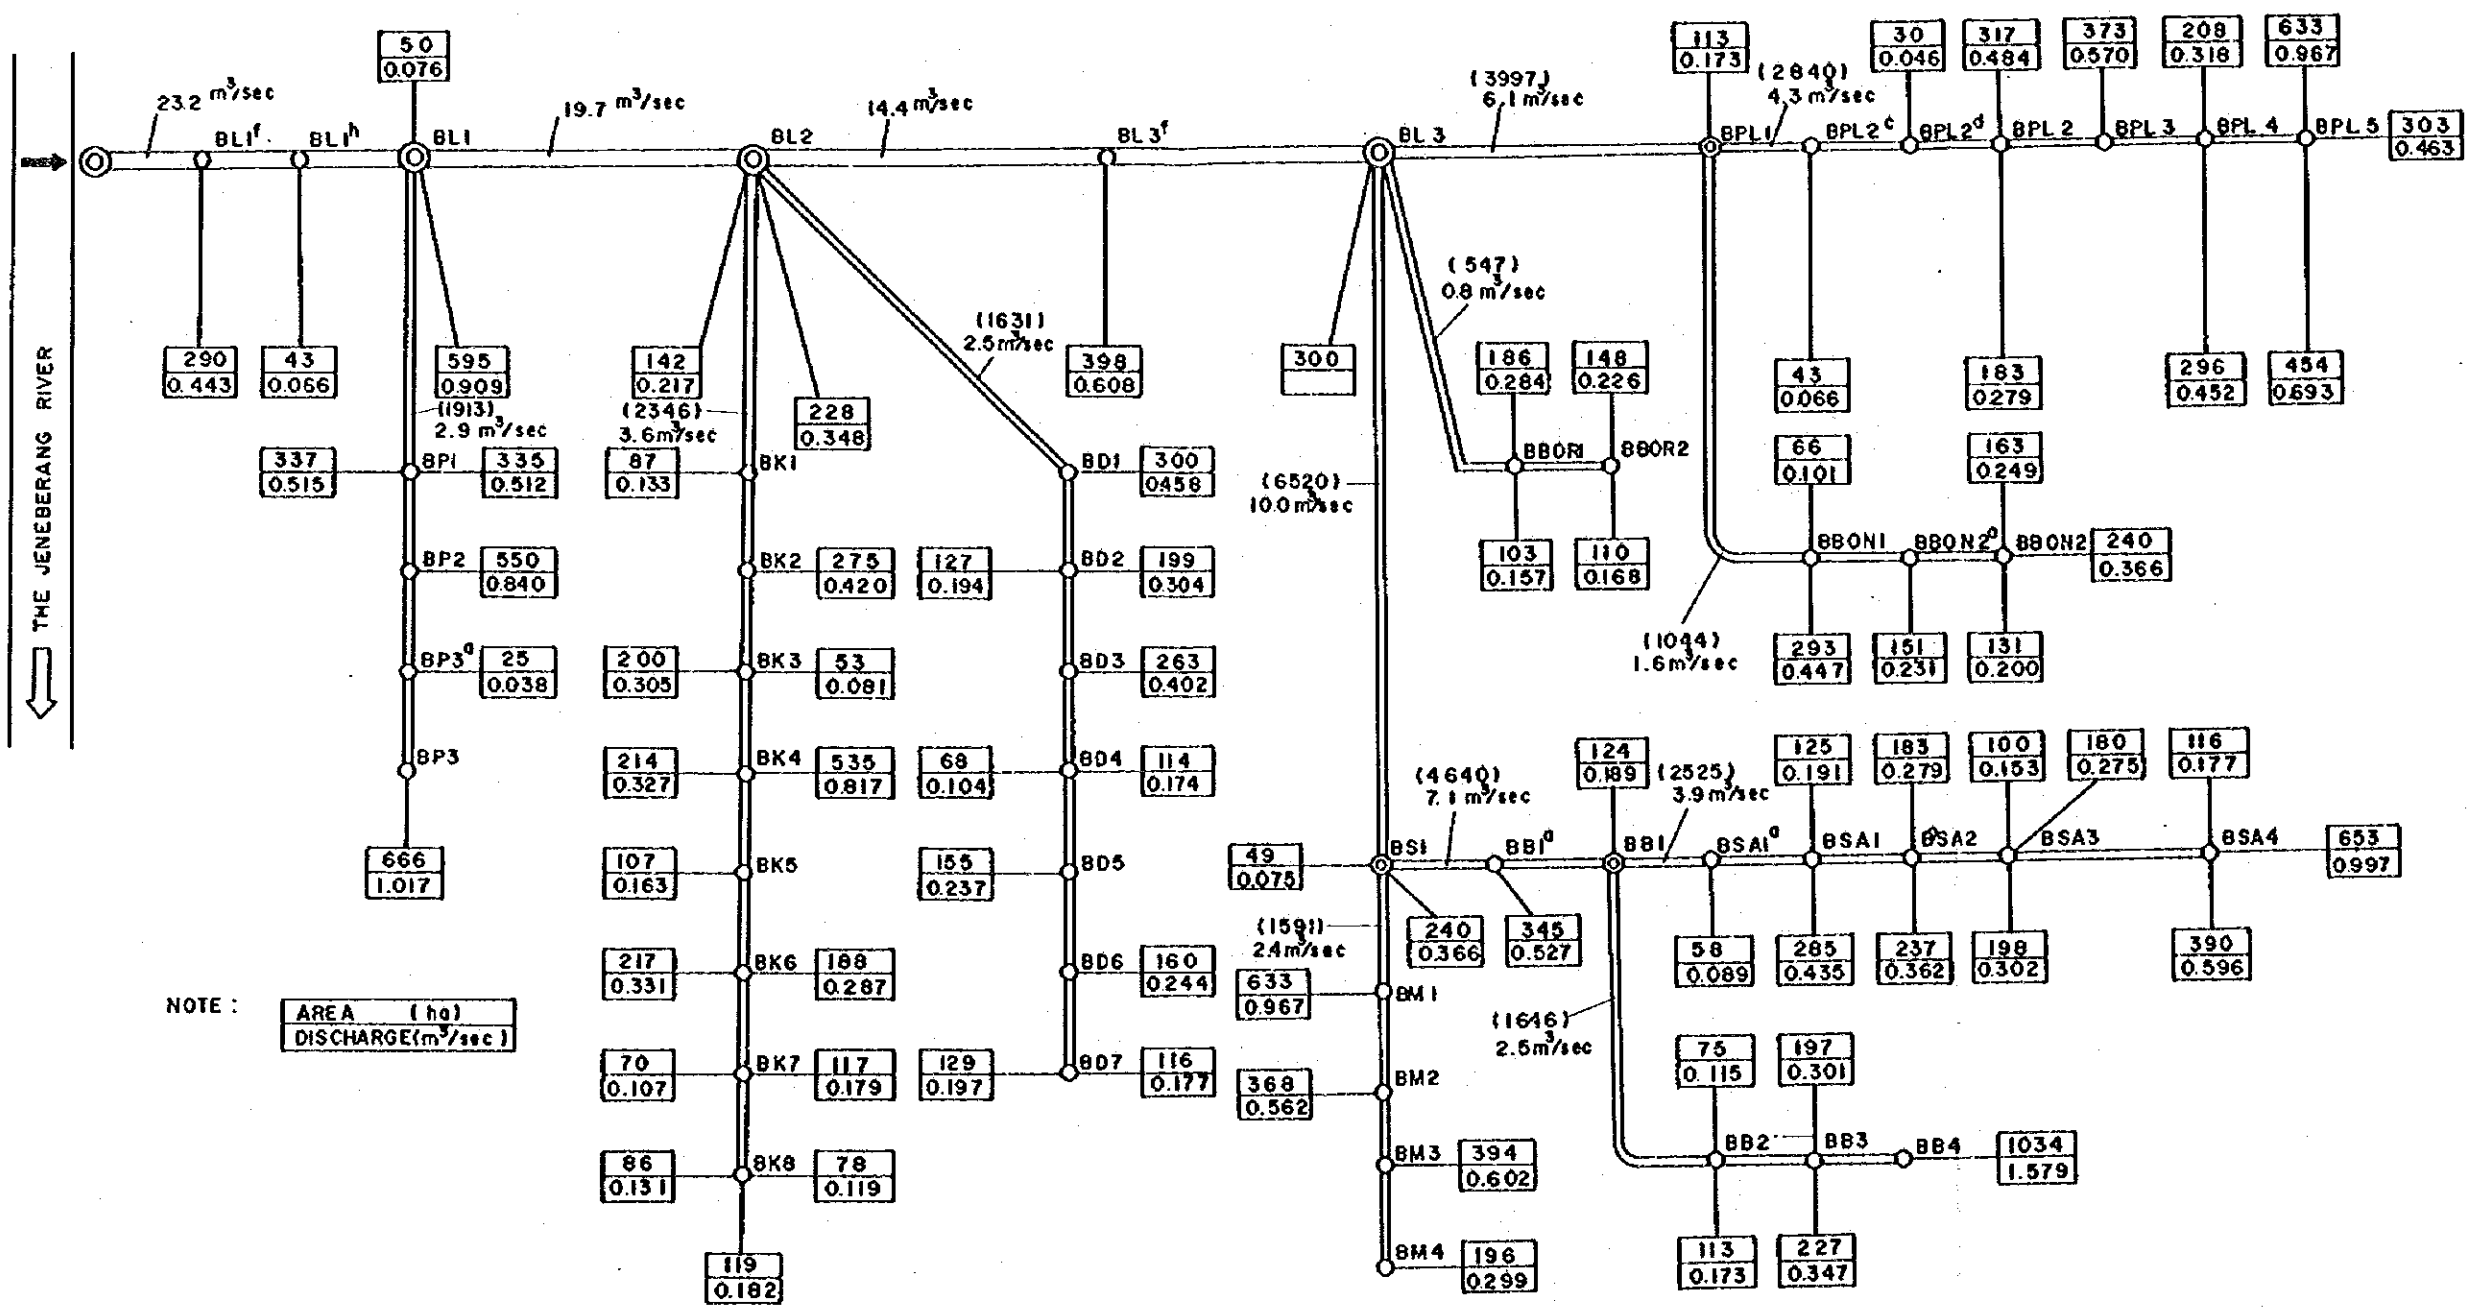 THE JENEBERANG RIVER
23.2 m³/sec
BL1f
BL1h
50
0.076
BL1
19.7 m³/sec
BL2
14.4 m³/sec
BL3f
BL3
(3997)
6.1 m³/sec
113
0.173
BPL1
(2840)
4.3 m³/sec
BPL2c
30
0.046
BPL2d
317
0.484
BPL2
373
0.570
BPL3
208
0.318
BPL4
633
0.967
BPL5
303
0.463
290
0.443
43
0.066
595
0.909
(1913)
2.9 m³/sec
142
0.217
(2346)
3.6 m³/sec
228
0.348
(1631)
2.5 m³/sec
398
0.608
300
(547)
0.8 m³/sec
186
0.284
148
0.226
BBOR1
BBOR2
103
0.157
110
0.168
43
0.066
183
0.279
296
0.452
454
0.693
66
0.101
163
0.249
BBON1
BBON2a
BBON2
240
0.366
(1044)
1.6 m³/sec
293
0.447
151
0.231
131
0.200
337
0.515
BP1
335
0.512
BP2
550
0.840
BP3a
25
0.038
BP3
666
1.017
87
0.133
BK1
BK2
275
0.420
200
0.305
BK3
53
0.081
214
0.327
BK4
535
0.817
107
0.163
BK5
217
0.331
BK6
188
0.287
70
0.107
BK7
117
0.179
86
0.131
BK8
78
0.119
119
0.182
BD1
300
0.458
127
0.194
BD2
199
0.304
BD3
263
0.402
68
0.104
BD4
114
0.174
155
0.237
BD5
BD6
160
0.244
129
0.197
BD7
116
0.177
(6520)
10.0 m³/sec
49
0.075
BS1
(4640)
7.1 m³/sec
BB1a
124
0.189
BB1
(2525)
3.9 m³/sec
BSA1a
125
0.191
BSA1
183
0.279
BSA2
100
0.153
180
0.275
BSA3
116
0.177
BSA4
653
0.997
240
0.366
345
0.527
58
0.089
285
0.435
237
0.362
198
0.302
390
0.596
(1591)
2.4 m³/sec
633
0.967
BM1
368
0.562
BM2
BM3
394
0.602
BM4
196
0.299
(1646)
2.5 m³/sec
75
0.115
197
0.301
BB2
BB3
BB4
1034
1.579
113
0.173
227
0.347
NOTE :
AREA (ha)
DISCHARGE(m³/sec)